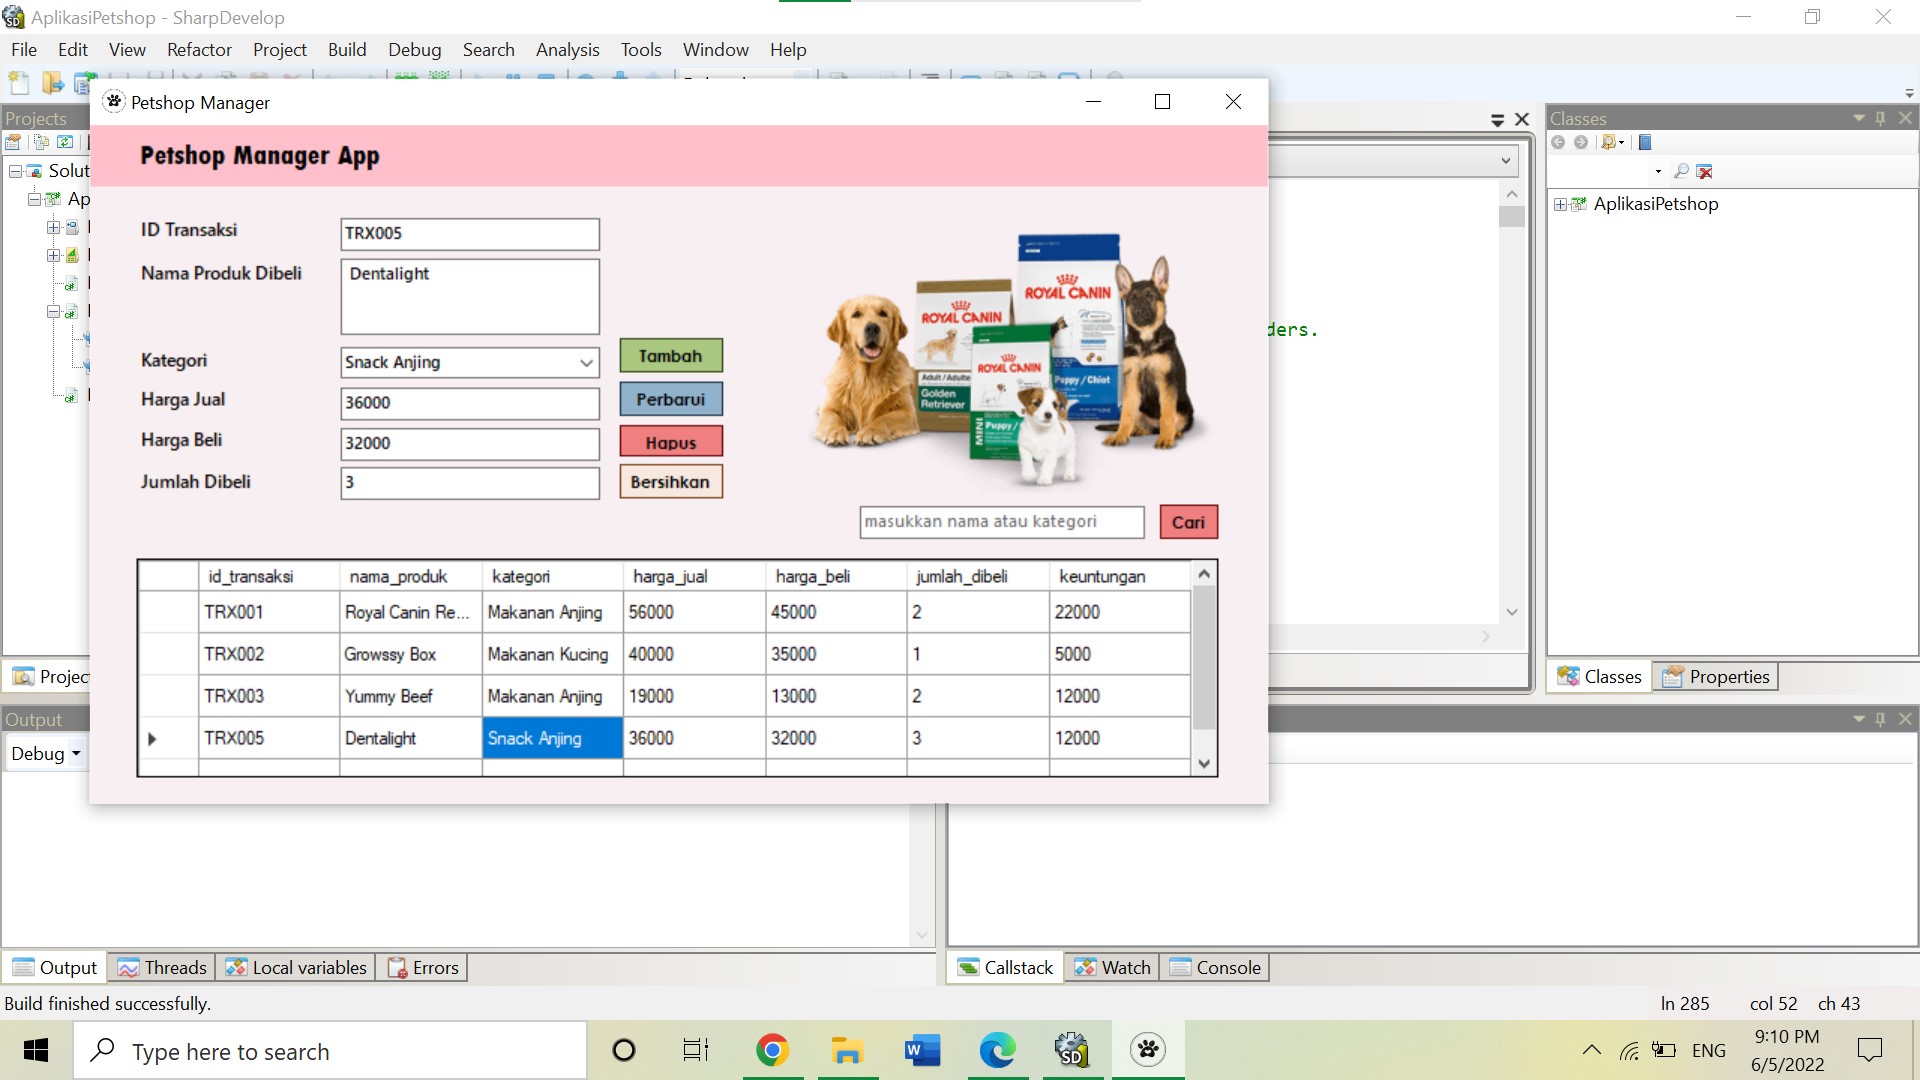 AplikasiPetshop - SharpDevelop
File Edit View Refactor Project Build Debug Search Analysis Tools Window Help
Petshop Manager
Projects
Classes
Petshop Manager App
Solut
Ap
AplikasiPetshop
ID Transaksi TRX005
Nama Produk Dibeli Dentalight
ROYAL CANIN
ROYAL CANIN
ROYAL CANIN
Adult / Adulte
Golden
Retriever
Puppy / Chiot
MINI
Puppy/
ders.
Kategori Snack Anjing
Tambah
Harga Jual 36000
Perbarui
Harga Beli 32000
Hapus
Jumlah Dibeli 3
Bersihkan
masukkan nama atau kategori Cari
id_transaksi nama_produk kategori harga_jual harga_beli jumlah_dibeli keuntungan
TRX001 Royal Canin Re... Makanan Anjing 56000 45000 2 22000
TRX002 Growssy Box Makanan Kucing 40000 35000 1 5000
TRX003 Yummy Beef Makanan Anjing 19000 13000 2 12000
TRX005 Dentalight Snack Anjing 36000 32000 3 12000
Projec
Classes Properties
Output
Debug
Output Threads Local variables Errors
Callstack Watch Console
Build finished successfully.
ln 285 col 52 ch 43
Type here to search
ENG
9:10 PM
6/5/2022